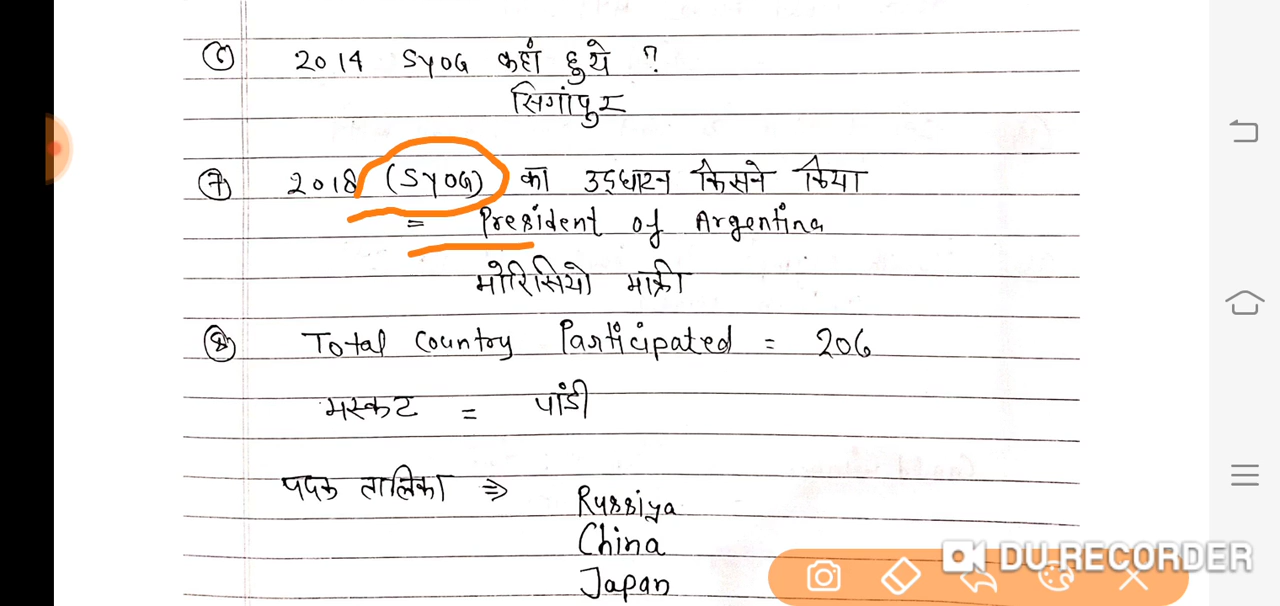 6 2014 SYOG कहाँ हुये ?
सिगांपुर
7 2018 (SYOG) का उद्घाटन किसने किया
= President of Argentina
मोरिसियो माक्री
8 Total Country Participated = 206
मस्कट = पांडी
पदक तालिका ⇒ Russiya
China
Japan
DU RECORDER